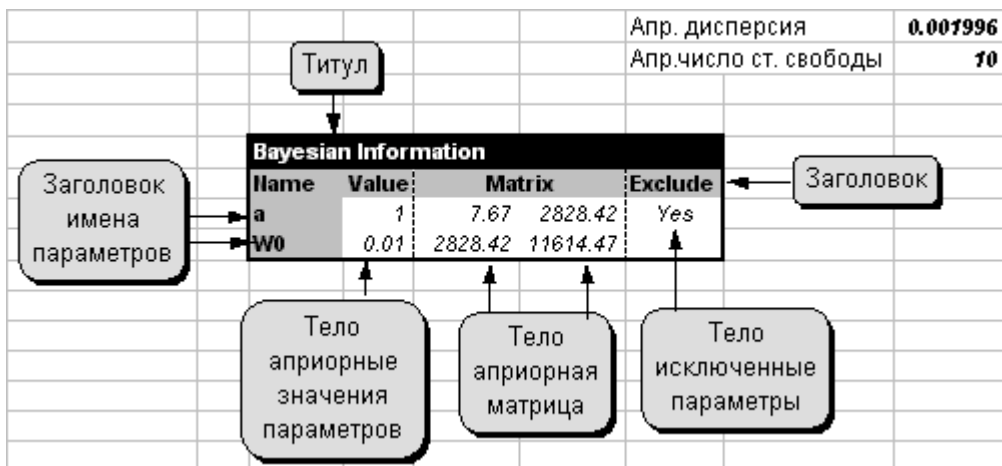 Апр. дисперсия 0.001996
Апр.число ст. свободы 10
Титул
Bayesian Information
Name Value Matrix Exclude
a 1 7.67 2828.42 Yes
W0 0.01 2828.42 11614.47
Заголовок
имена
параметров
Заголовок
Тело
априорные
значения
параметров
Тело
априорная
матрица
Тело
исключенные
параметры